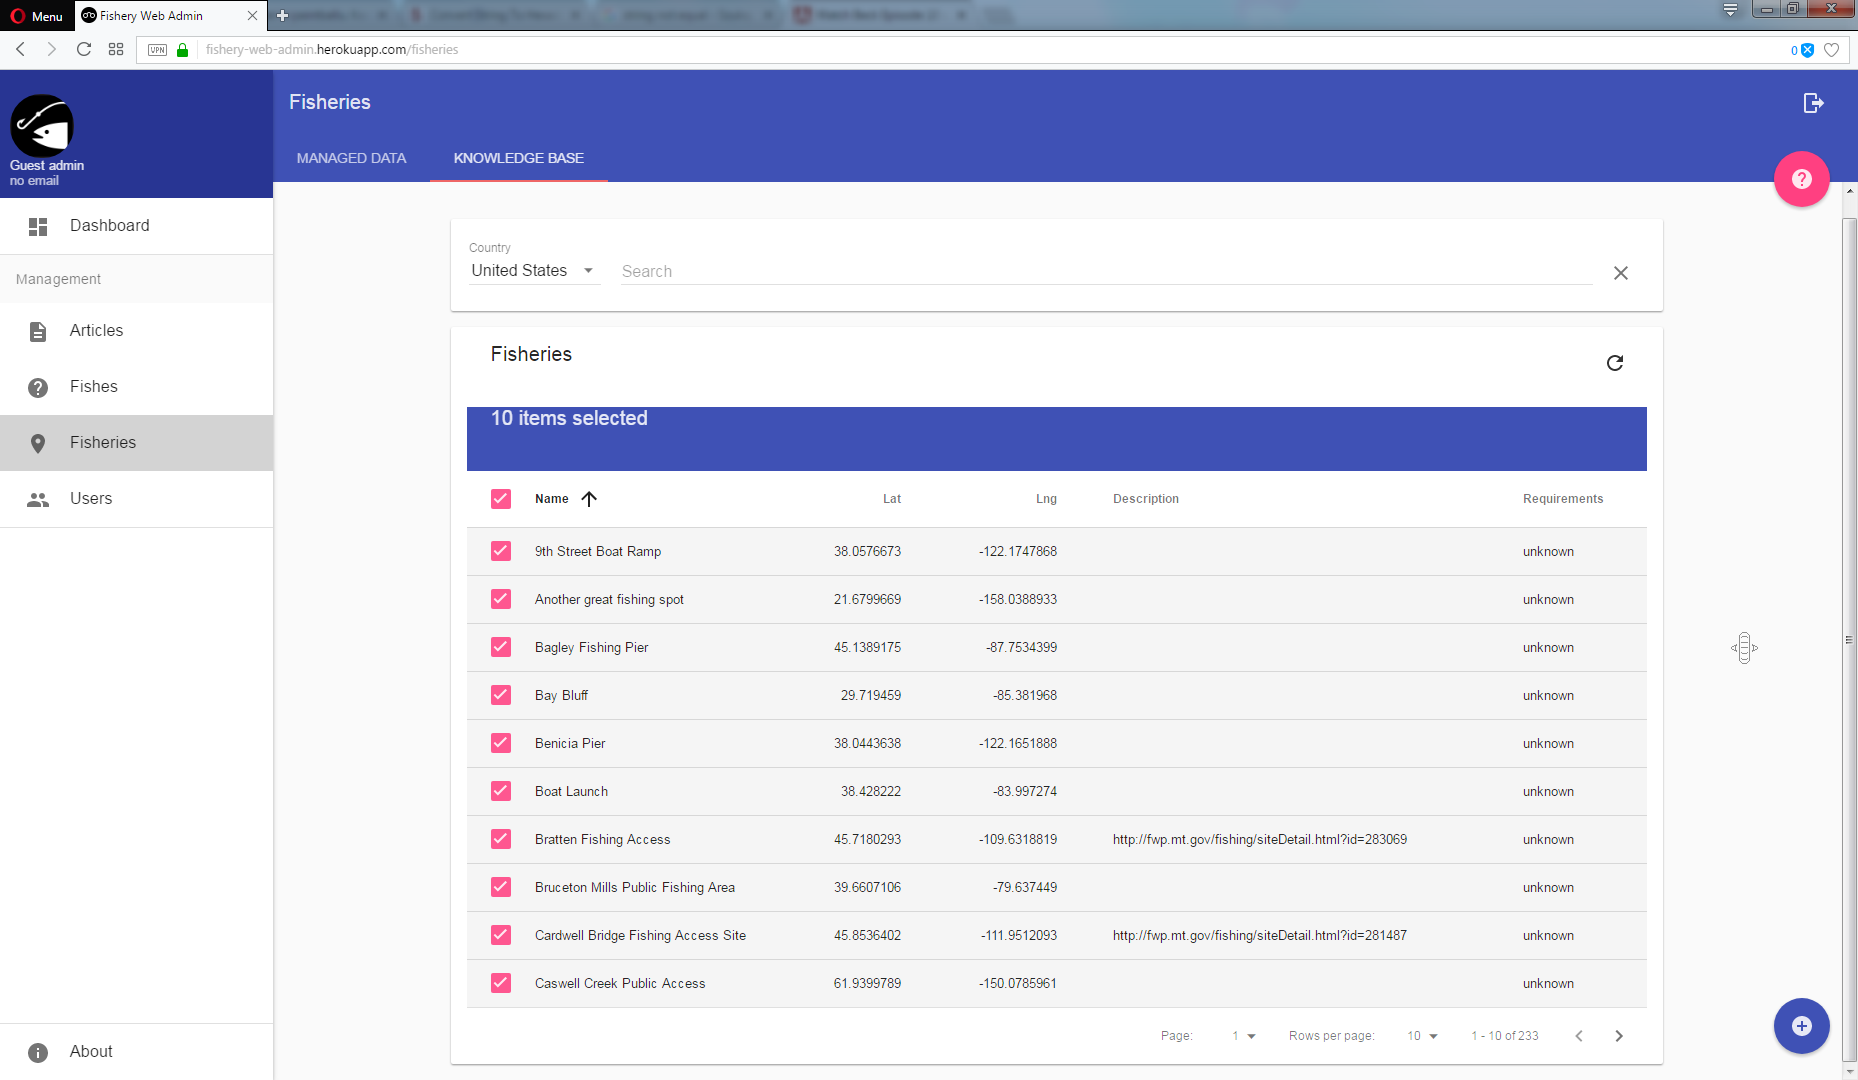 Menu
Fishery Web Admin
VPN
fishery-web-admin.herokuapp.com/fisheries
0
Guest admin
no email
Fisheries
MANAGED DATA KNOWLEDGE BASE
Dashboard
Management
Articles
Fishes
Fisheries
Users
About
Country
United States
Search
Fisheries
10 items selected
Name Lat Lng Description Requirements
9th Street Boat Ramp 38.0576673 -122.1747868 unknown
Another great fishing spot 21.6799669 -158.0388933 unknown
Bagley Fishing Pier 45.1389175 -87.7534399 unknown
Bay Bluff 29.719459 -85.381968 unknown
Benicia Pier 38.0443638 -122.1651888 unknown
Boat Launch 38.428222 -83.997274 unknown
Bratten Fishing Access 45.7180293 -109.6318819 http://fwp.mt.gov/fishing/siteDetail.html?id=283069 unknown
Bruceton Mills Public Fishing Area 39.6607106 -79.637449 unknown
Cardwell Bridge Fishing Access Site 45.8536402 -111.9512093 http://fwp.mt.gov/fishing/siteDetail.html?id=281487 unknown
Caswell Creek Public Access 61.9399789 -150.0785961 unknown
Page: 1 Rows per page: 10 1 - 10 of 233